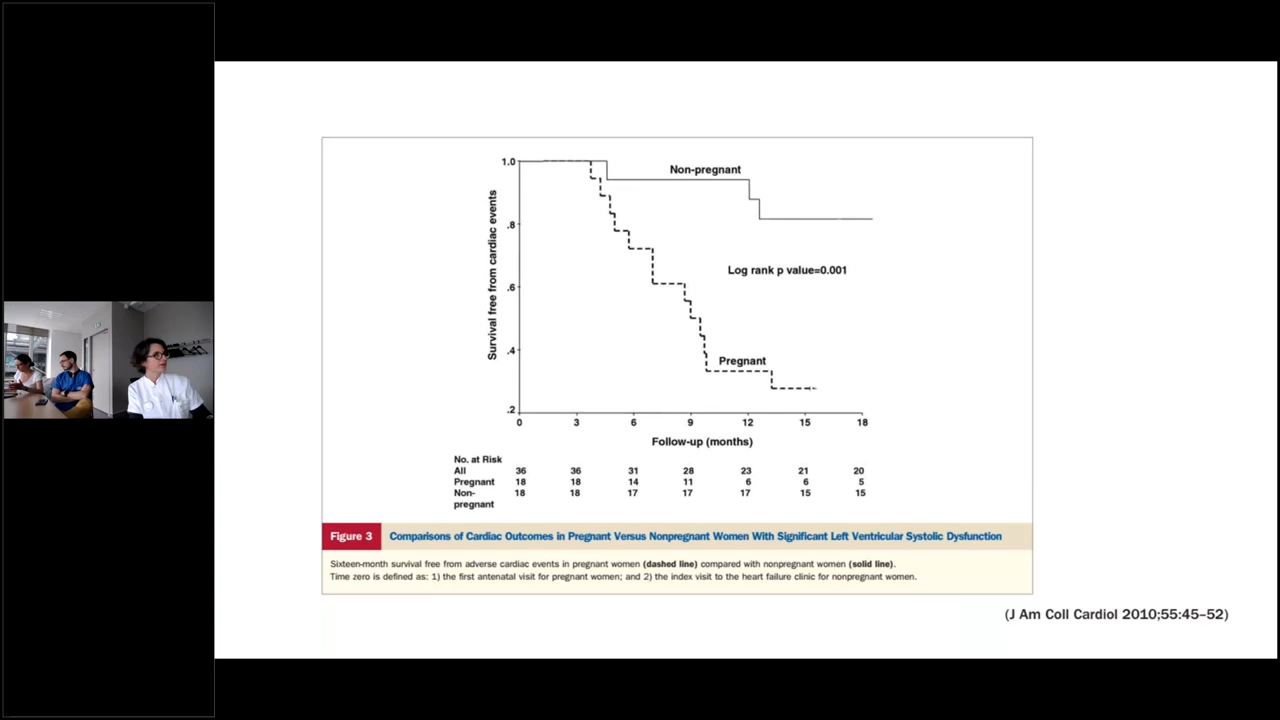 1.0
.8
.6
.4
.2
Survival free from cardiac events
Non-pregnant
Log rank p value=0.001
Pregnant
0 3 6 9 12 15 18
Follow-up (months)
No. at Risk
All 36 36 31 28 23 21 20
Pregnant 18 18 14 11 6 6 5
Non-
pregnant 18 18 17 17 17 15 15
Figure 3 Comparisons of Cardiac Outcomes in Pregnant Versus Nonpregnant Women With Significant Left Ventricular Systolic Dysfunction
Sixteen-month survival free from adverse cardiac events in pregnant women (dashed line) compared with nonpregnant women (solid line).
Time zero is defined as: 1) the first antenatal visit for pregnant women; and 2) the index visit to the heart failure clinic for nonpregnant women.
(J Am Coll Cardiol 2010;55:45–52)